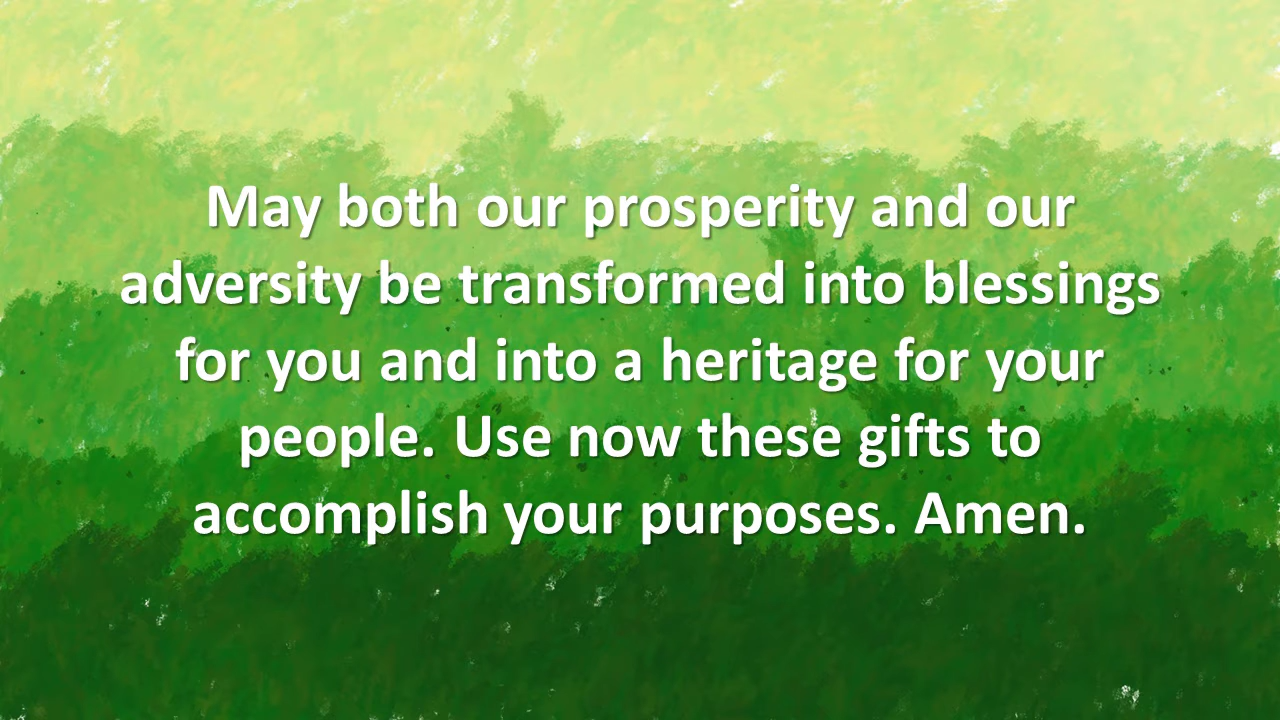 May both our prosperity and our
adversity be transformed into blessings
for you and into a heritage for your
people. Use now these gifts to
accomplish your purposes. Amen.